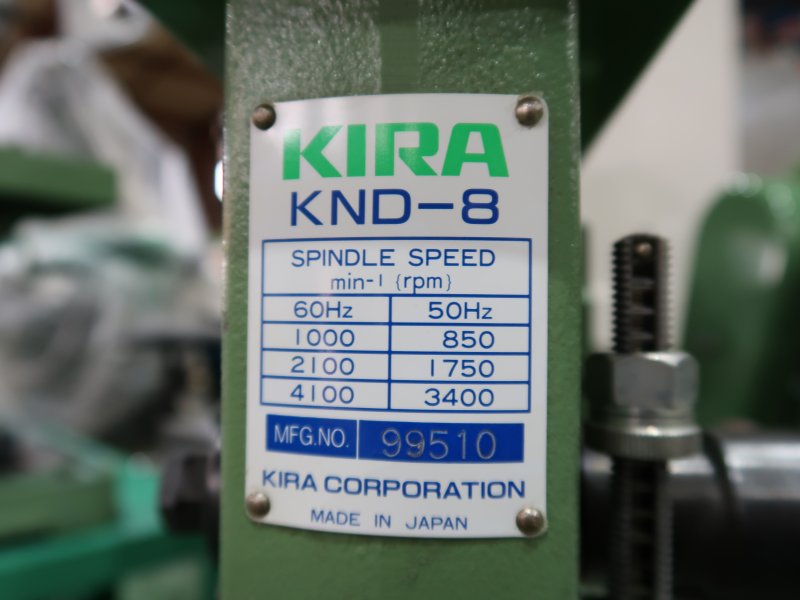 KIRA
KND-8
SPINDLE SPEED
min-1 {rpm}
60Hz 50Hz
1000 850
2100 1750
4100 3400
MFG.NO. 99510
KIRA CORPORATION
MADE IN JAPAN